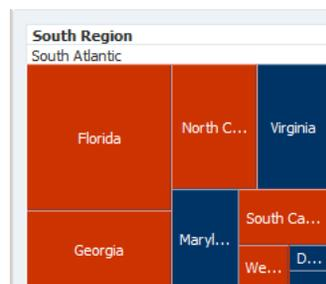 South Region
South Atlantic
Florida
North C...
Virginia
Georgia
Maryl...
South Ca...
We...
D...